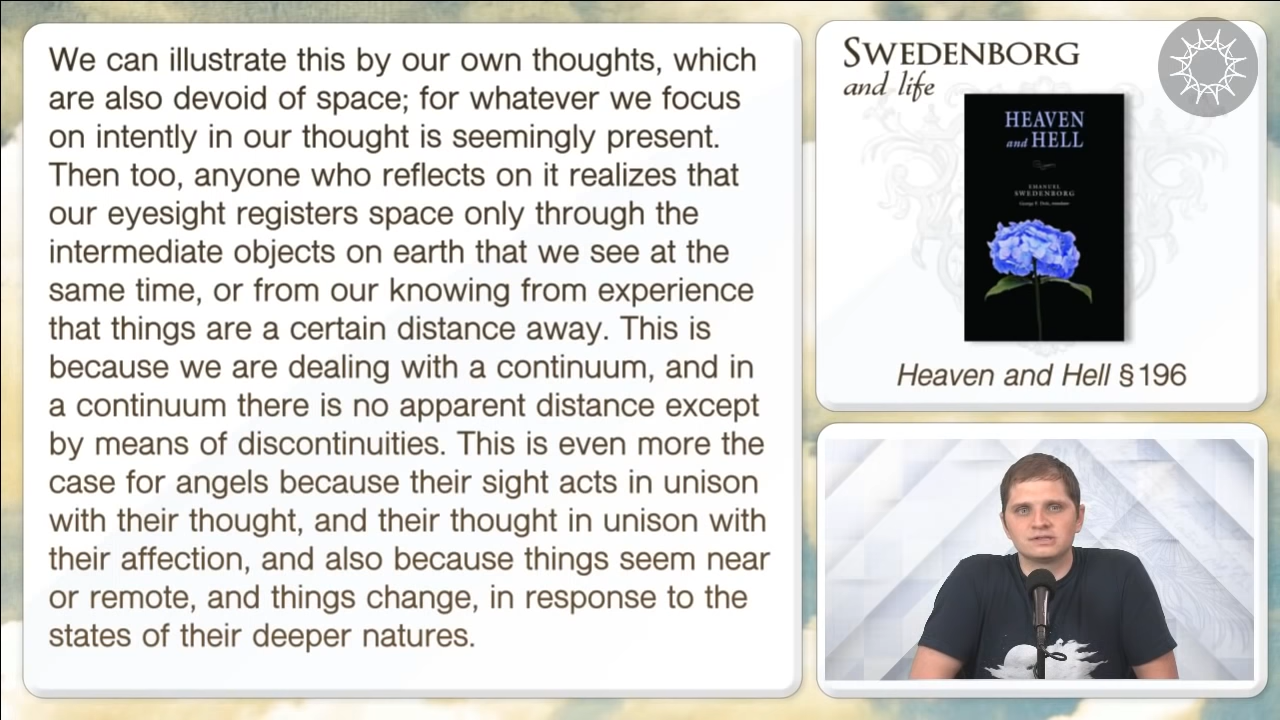 We can illustrate this by our own thoughts, which
are also devoid of space; for whatever we focus
on intently in our thought is seemingly present.
Then too, anyone who reflects on it realizes that
our eyesight registers space only through the
intermediate objects on earth that we see at the
same time, or from our knowing from experience
that things are a certain distance away. This is
because we are dealing with a continuum, and in
a continuum there is no apparent distance except
by means of discontinuities. This is even more the
case for angels because their sight acts in unison
with their thought, and their thought in unison with
their affection, and also because things seem near
or remote, and things change, in response to the
states of their deeper natures.
SWEDENBORG
and life
HEAVEN
and HELL
EMANUEL
SWEDENBORG
Heaven and Hell §196